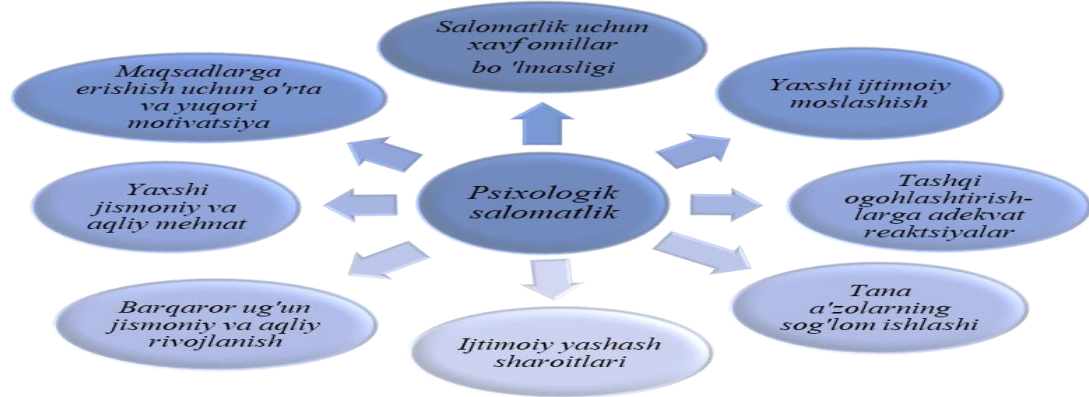 Salomatlik uchun
xavf omillar
bo 'lmasligi
Maqsadlarga
erishish uchun o'rta
va yuqori
motivatsiya
Yaxshi ijtimoiy
moslashish
Yaxshi
jismoniy va
aqliy mehnat
Psixologik
salomatlik
Tashqi
ogohlashtirish-
larga adekvat
reaktsiyalar
Barqaror ug'un
jismoniy va aqliy
rivojlanish
Ijtimoiy yashash
sharoitlari
Tana
a'zolarning
sog'lom ishlashi